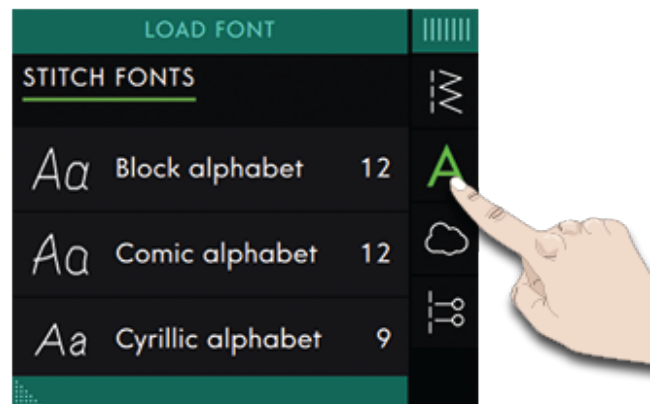 LOAD FONT
STITCH FONTS
Aa Block alphabet 12
Aa Comic alphabet 12
Aa Cyrillic alphabet 9
A